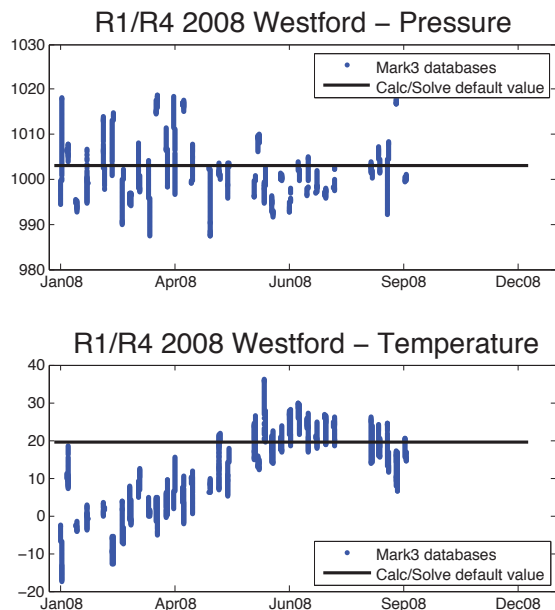 R1/R4 2008 Westford – Pressure
1030
Mark3 databases
Calc/Solve default value
1020
1010
1000
990
980
Jan08 Apr08 Jun08 Sep08 Dec08
R1/R4 2008 Westford – Temperature
40
30
20
10
0
−10
Mark3 databases
Calc/Solve default value
−20
Jan08 Apr08 Jun08 Sep08 Dec08